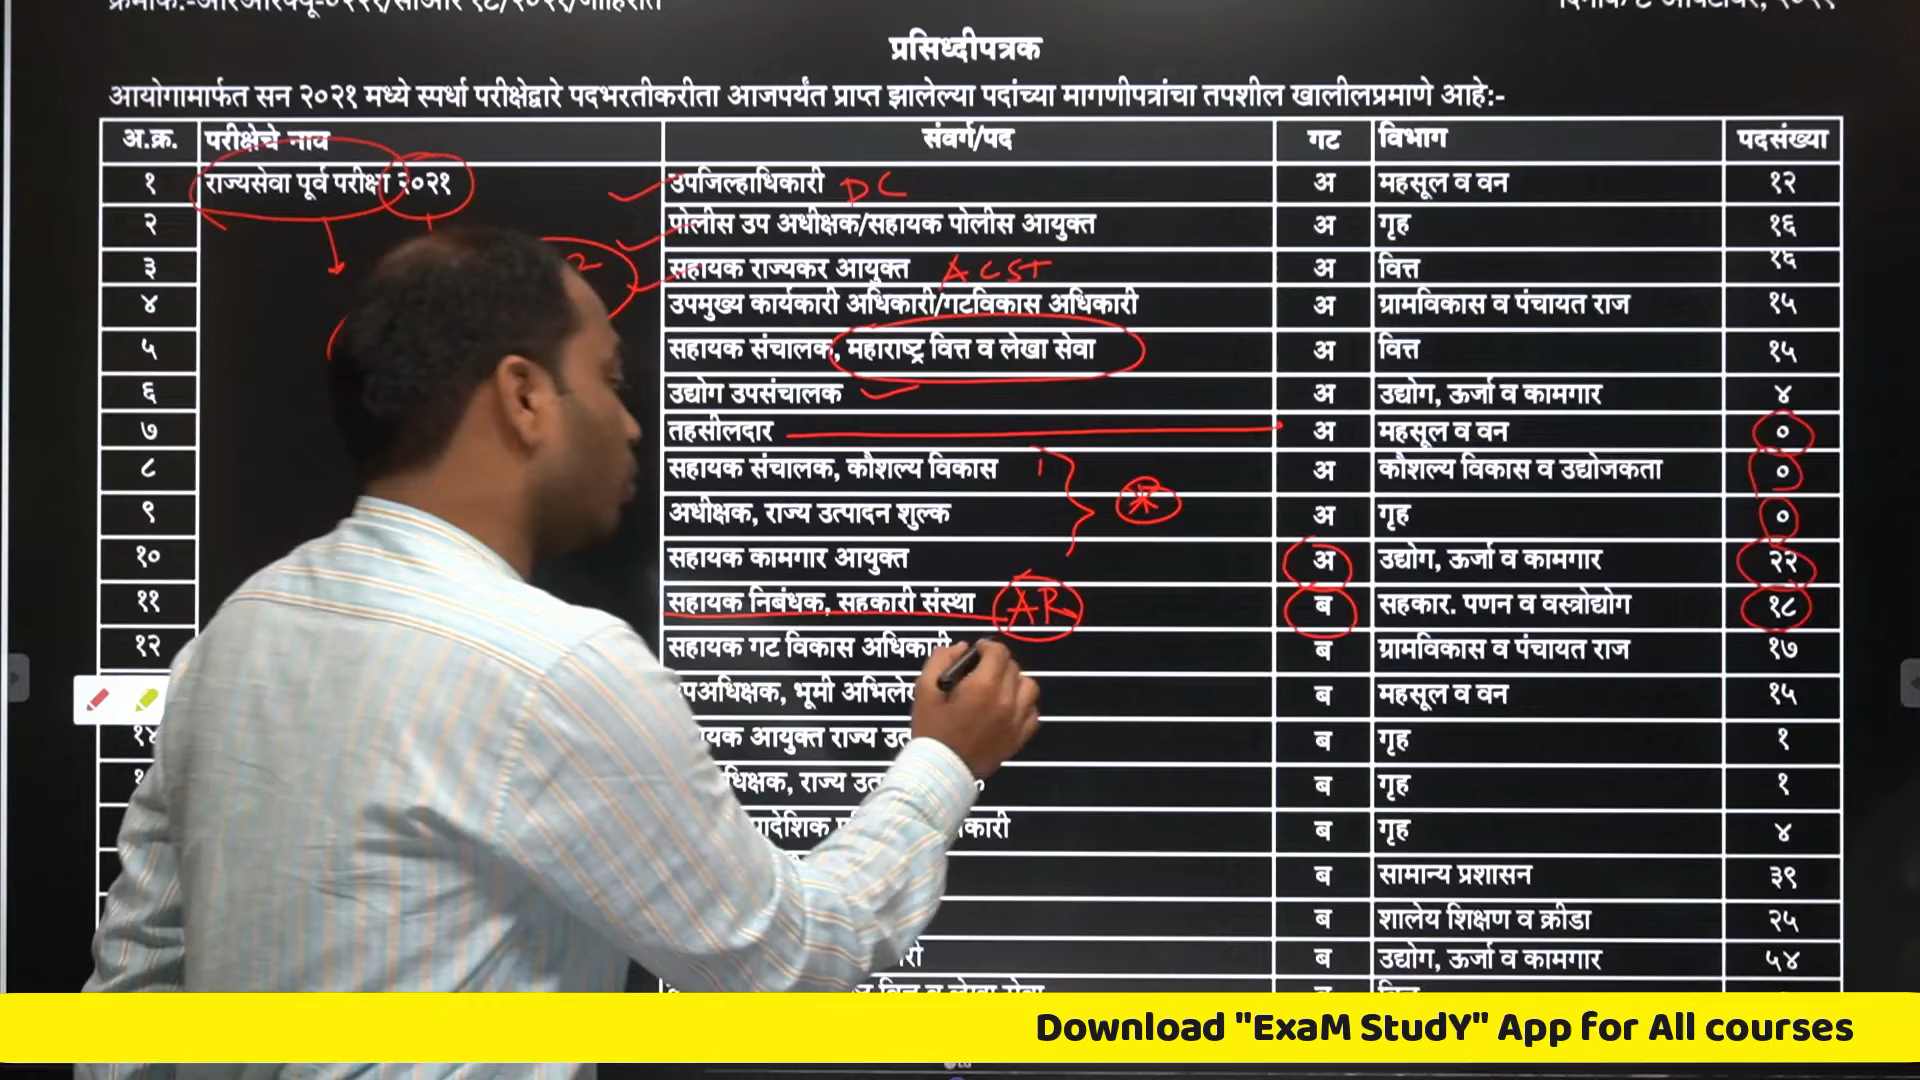 प्रसिध्दीपत्रक
आयोगामार्फत सन २०२१ मध्ये स्पर्धा परीक्षेद्वारे पदभरतीकरीता आजपर्यंत प्राप्त झालेल्या पदांच्या मागणीपत्रांचा तपशील खालीलप्रमाणे आहे:-
अ.क्र. परीक्षेचे नाव संवर्ग/पद गट विभाग पदसंख्या
१ राज्यसेवा पूर्व परीक्षा २०२१ उपजिल्हाधिकारी DC अ महसूल व वन १२
२ पोलीस उप अधीक्षक/सहायक पोलीस आयुक्त अ गृह १६
३ सहायक राज्यकर आयुक्त ACST अ वित्त १६
४ उपमुख्य कार्यकारी अधिकारी/गटविकास अधिकारी अ ग्रामविकास व पंचायत राज १५
५ सहायक संचालक, महाराष्ट्र वित्त व लेखा सेवा अ वित्त १५
६ उद्योग उपसंचालक अ उद्योग, ऊर्जा व कामगार ४
७ तहसीलदार अ महसूल व वन ०
८ सहायक संचालक, कौशल्य विकास अ कौशल्य विकास व उद्योजकता ०
९ अधीक्षक, राज्य उत्पादन शुल्क अ गृह ०
१० सहायक कामगार आयुक्त अ उद्योग, ऊर्जा व कामगार २२
११ सहायक निबंधक, सहकारी संस्था AR ब सहकार. पणन व वस्त्रोद्योग १८
१२ सहायक गट विकास अधिकारी ब ग्रामविकास व पंचायत राज १७
भूमी ब महसूल व वन १५
१४ आयुक्त राज्य ब गृह १
राज्य ब गृह १
ब गृह ४
ब सामान्य प्रशासन ३९
ब शालेय शिक्षण व क्रीडा २५
ब उद्योग, ऊर्जा व कामगार ५४
Download "ExaM StudY" App for All courses